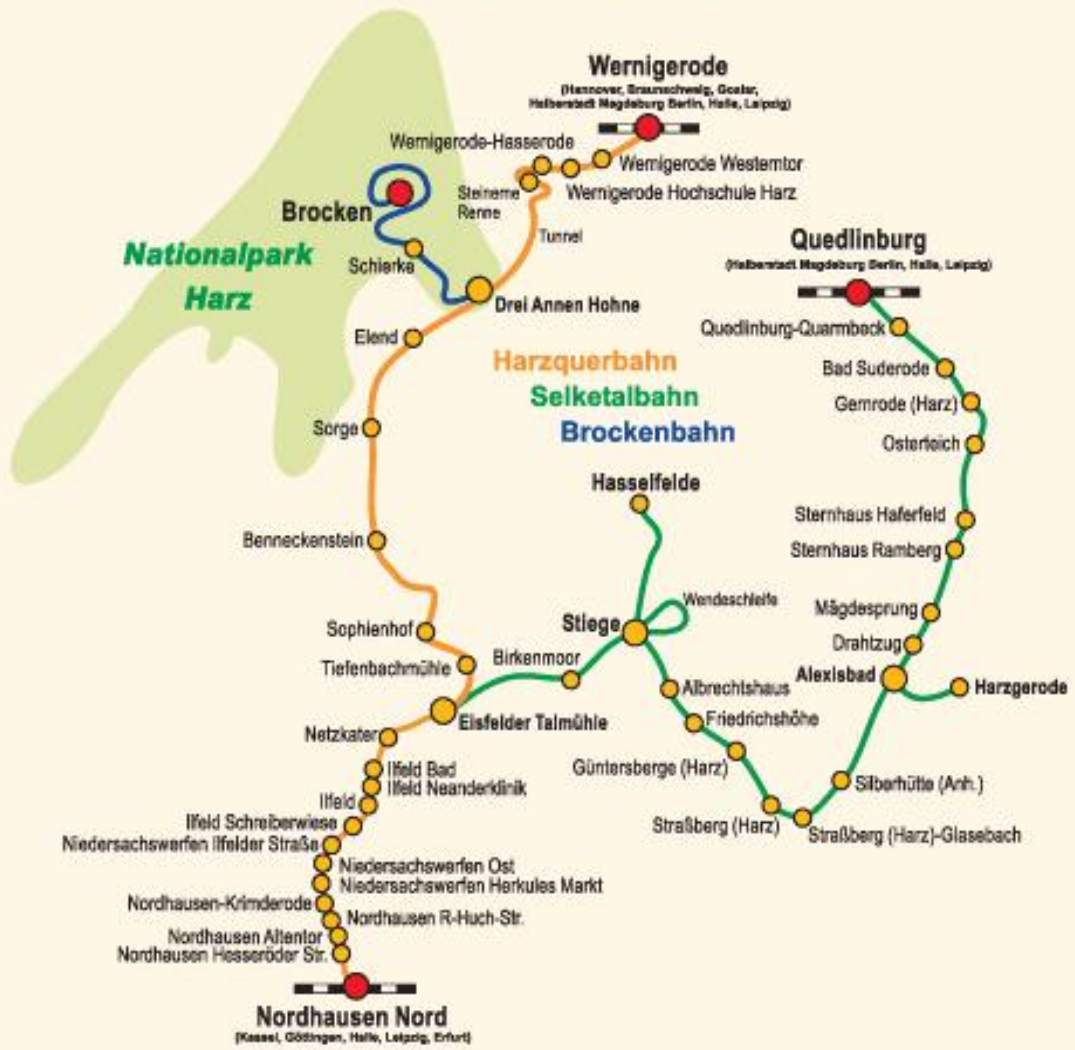 Wernigerode
(Hannover, Braunschweig, Goslar,
Halberstadt Magdeburg Berlin, Halle, Leipzig)
Wernigerode-Hasserode
Wernigerode Westerntor
Steinerne
Renne
Wernigerode Hochschule Harz
Brocken
Tunnel
Quedlinburg
(Halberstadt Magdeburg Berlin, Halle, Leipzig)
Nationalpark
Harz
Schierke
Drei Annen Hohne
Elend
Quedlinburg-Quarmbeck
Harzquerbahn
Selketalbahn
Brockenbahn
Bad Suderode
Gernrode (Harz)
Sorge
Osterteich
Hasselfelde
Sternhaus Haferfeld
Benneckenstein
Sternhaus Ramberg
Wendeschleife
Mägdesprung
Stiege
Sophienhof
Drahtzug
Birkenmoor
Tiefenbachmühle
Alexisbad
Albrechtshaus
Harzgerode
Eisfelder Talmühle
Friedrichshöhe
Netzkater
Güntersberge (Harz)
Ilfeld Bad
Ilfeld Neanderklinik
Silberhütte (Anh.)
Ilfeld
Ilfeld Schreiberwiese
Straßberg (Harz)
Straßberg (Harz)-Glasebach
Niedersachswerfen Ilfelder Straße
Niedersachswerfen Ost
Niedersachswerfen Herkules Markt
Nordhausen-Krimderode
Nordhausen R-Huch-Str.
Nordhausen Altentor
Nordhausen Hesseröder Str.
Nordhausen Nord
(Kassel, Göttingen, Halle, Leipzig, Erfurt)